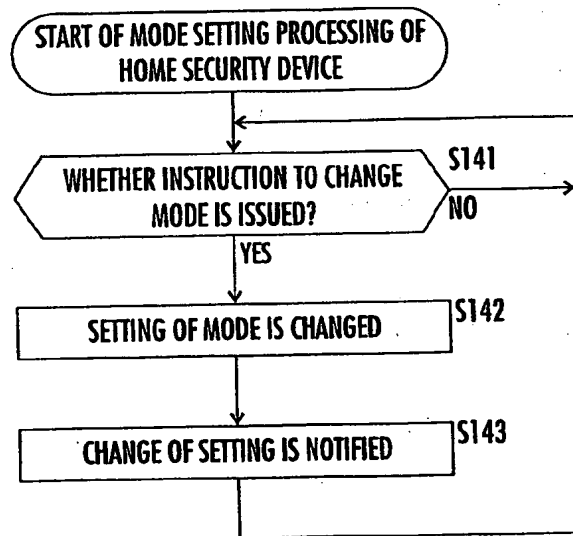 START OF MODE SETTING PROCESSING OF
HOME SECURITY DEVICE
S141
WHETHER INSTRUCTION TO CHANGE
MODE IS ISSUED?
NO
YES
S142
SETTING OF MODE IS CHANGED
S143
CHANGE OF SETTING IS NOTIFIED